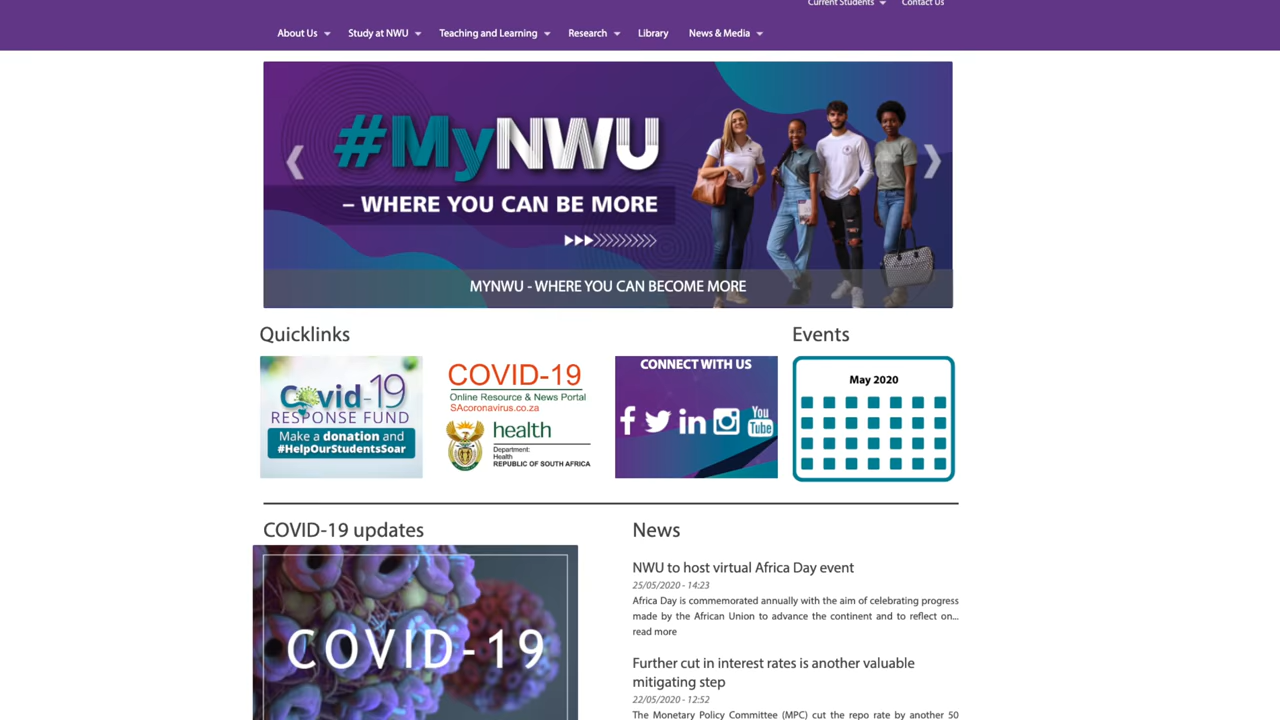 Current Students
Contact Us
About Us
Study at NWU
Teaching and Learning
Research
Library
News & Media
#MyNWU
– WHERE YOU CAN BE MORE
MYNWU - WHERE YOU CAN BECOME MORE
Quicklinks
Events
Covid-19
RESPONSE FUND
Make a donation and
#HelpOurStudentsSoar
COVID-19
Online Resource & News Portal
SAcoronavirus.co.za
health
Department:
Health
REPUBLIC OF SOUTH AFRICA
CONNECT WITH US
You
Tube
May 2020
COVID-19 updates
COVID-19
News
NWU to host virtual Africa Day event
25/05/2020 - 14:23
Africa Day is commemorated annually with the aim of celebrating progress
made by the African Union to advance the continent and to reflect on...
read more
Further cut in interest rates is another valuable
mitigating step
22/05/2020 - 12:52
The Monetary Policy Committee (MPC) cut the repo rate by another 50